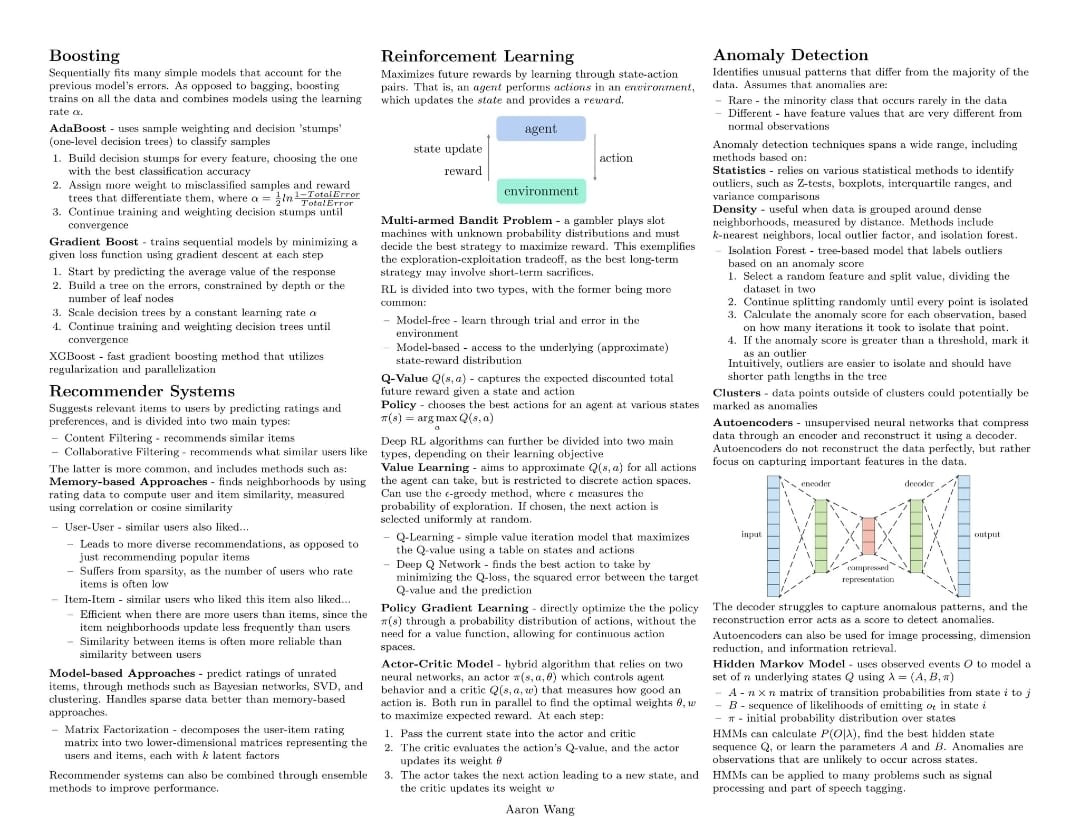 Boosting
Sequentially fits many simple models that account for the
previous model's errors. As opposed to bagging, boosting
trains on all the data and combines models using the learning
rate α.
AdaBoost - uses sample weighting and decision 'stumps'
(one-level decision trees) to classify samples
1. Build decision stumps for every feature, choosing the one
with the best classification accuracy
2. Assign more weight to misclassified samples and reward
trees that differentiate them, where α = 1/2 ln 1−TotalError/TotalError
3. Continue training and weighting decision stumps until
convergence
Gradient Boost - trains sequential models by minimizing a
given loss function using gradient descent at each step
1. Start by predicting the average value of the response
2. Build a tree on the errors, constrained by depth or the
number of leaf nodes
3. Scale decision trees by a constant learning rate α
4. Continue training and weighting decision trees until
convergence
XGBoost - fast gradient boosting method that utilizes
regularization and parallelization
Recommender Systems
Suggests relevant items to users by predicting ratings and
preferences, and is divided into two main types:
– Content Filtering - recommends similar items
– Collaborative Filtering - recommends what similar users like
The latter is more common, and includes methods such as:
Memory-based Approaches - finds neighborhoods by using
rating data to compute user and item similarity, measured
using correlation or cosine similarity
– User-User - similar users also liked...
– Leads to more diverse recommendations, as opposed to
just recommending popular items
– Suffers from sparsity, as the number of users who rate
items is often low
– Item-Item - similar users who liked this item also liked...
– Efficient when there are more users than items, since the
item neighborhoods update less frequently than users
– Similarity between items is often more reliable than
similarity between users
Model-based Approaches - predict ratings of unrated
items, through methods such as Bayesian networks, SVD, and
clustering. Handles sparse data better than memory-based
approaches.
– Matrix Factorization - decomposes the user-item rating
matrix into two lower-dimensional matrices representing the
users and items, each with k latent factors
Recommender systems can also be combined through ensemble
methods to improve performance.
Reinforcement Learning
Maximizes future rewards by learning through state-action
pairs. That is, an agent performs actions in an environment,
which updates the state and provides a reward.
agent
state update
reward
action
environment
Multi-armed Bandit Problem - a gambler plays slot
machines with unknown probability distributions and must
decide the best strategy to maximize reward. This exemplifies
the exploration-exploitation tradeoff, as the best long-term
strategy may involve short-term sacrifices.
RL is divided into two types, with the former being more
common:
– Model-free - learn through trial and error in the
environment
– Model-based - access to the underlying (approximate)
state-reward distribution
Q-Value Q(s, a) - captures the expected discounted total
future reward given a state and action
Policy - chooses the best actions for an agent at various states
π(s) = arg max Q(s, a)
a
Deep RL algorithms can further be divided into two main
types, depending on their learning objective
Value Learning - aims to approximate Q(s, a) for all actions
the agent can take, but is restricted to discrete action spaces.
Can use the ϵ-greedy method, where ϵ measures the
probability of exploration. If chosen, the next action is
selected uniformly at random.
– Q-Learning - simple value iteration model that maximizes
the Q-value using a table on states and actions
– Deep Q Network - finds the best action to take by
minimizing the Q-loss, the squared error between the target
Q-value and the prediction
Policy Gradient Learning - directly optimize the the policy
π(s) through a probability distribution of actions, without the
need for a value function, allowing for continuous action
spaces.
Actor-Critic Model - hybrid algorithm that relies on two
neural networks, an actor π(s, a, θ) which controls agent
behavior and a critic Q(s, a, w) that measures how good an
action is. Both run in parallel to find the optimal weights θ, w
to maximize expected reward. At each step:
1. Pass the current state into the actor and critic
2. The critic evaluates the action's Q-value, and the actor
updates its weight θ
3. The actor takes the next action leading to a new state, and
the critic updates its weight w
Anomaly Detection
Identifies unusual patterns that differ from the majority of the
data. Assumes that anomalies are:
– Rare - the minority class that occurs rarely in the data
– Different - have feature values that are very different from
normal observations
Anomaly detection techniques spans a wide range, including
methods based on:
Statistics - relies on various statistical methods to identify
outliers, such as Z-tests, boxplots, interquartile ranges, and
variance comparisons
Density - useful when data is grouped around dense
neighborhoods, measured by distance. Methods include
k-nearest neighbors, local outlier factor, and isolation forest.
– Isolation Forest - tree-based model that labels outliers
based on an anomaly score
1. Select a random feature and split value, dividing the
dataset in two
2. Continue splitting randomly until every point is isolated
3. Calculate the anomaly score for each observation, based
on how many iterations it took to isolate that point.
4. If the anomaly score is greater than a threshold, mark it
as an outlier
Intuitively, outliers are easier to isolate and should have
shorter path lengths in the tree
Clusters - data points outside of clusters could potentially be
marked as anomalies
Autoencoders - unsupervised neural networks that compress
data through an encoder and reconstruct it using a decoder.
Autoencoders do not reconstruct the data perfectly, but rather
focus on capturing important features in the data.
encoder
decoder
input
output
compressed
representation
The decoder struggles to capture anomalous patterns, and the
reconstruction error acts as a score to detect anomalies.
Autoencoders can also be used for image processing, dimension
reduction, and information retrieval.
Hidden Markov Model - uses observed events O to model a
set of n underlying states Q using λ = (A, B, π)
– A - n × n matrix of transition probabilities from state i to j
– B - sequence of likelihoods of emitting oₜ in state i
– π - initial probability distribution over states
HMMs can calculate P(O|λ), find the best hidden state
sequence Q, or learn the parameters A and B. Anomalies are
observations that are unlikely to occur across states.
HMMs can be applied to many problems such as signal
processing and part of speech tagging.
Aaron Wang